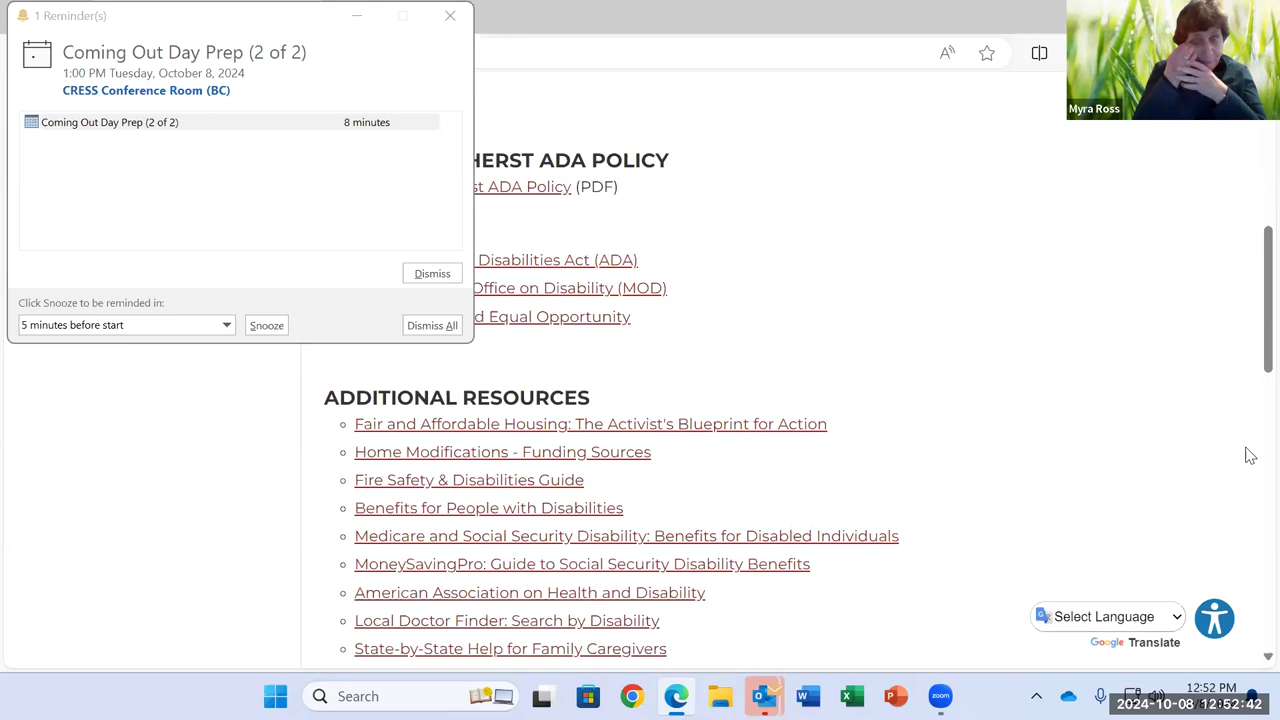 1 Reminder(s)
Coming Out Day Prep (2 of 2)
1:00 PM Tuesday, October 8, 2024
CRESS Conference Room (BC)
Coming Out Day Prep (2 of 2) 8 minutes
Dismiss
Click Snooze to be reminded in:
5 minutes before start Snooze Dismiss All
Myra Ross
HERST ADA POLICY
st ADA Policy (PDF)
Disabilities Act (ADA)
Office on Disability (MOD)
d Equal Opportunity
ADDITIONAL RESOURCES
Fair and Affordable Housing: The Activist's Blueprint for Action
Home Modifications - Funding Sources
Fire Safety & Disabilities Guide
Benefits for People with Disabilities
Medicare and Social Security Disability: Benefits for Disabled Individuals
MoneySavingPro: Guide to Social Security Disability Benefits
American Association on Health and Disability
Local Doctor Finder: Search by Disability
State-by-State Help for Family Caregivers
Select Language
Google Translate
Search
zoom
12:52 PM
2024-10-08 12:52:42